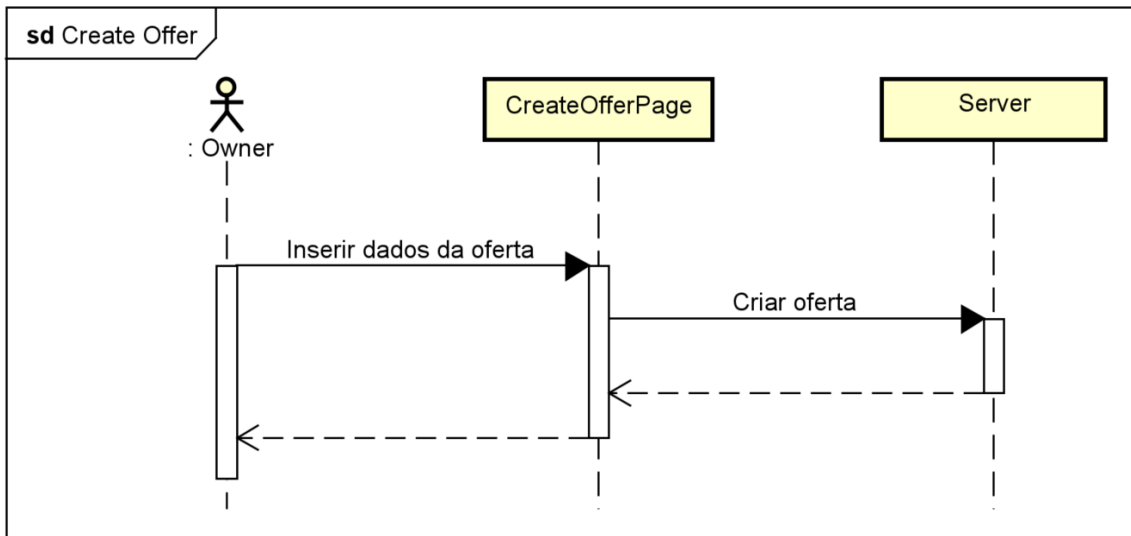 sd Create Offer
: Owner
CreateOfferPage
Server
Inserir dados da oferta
Criar oferta